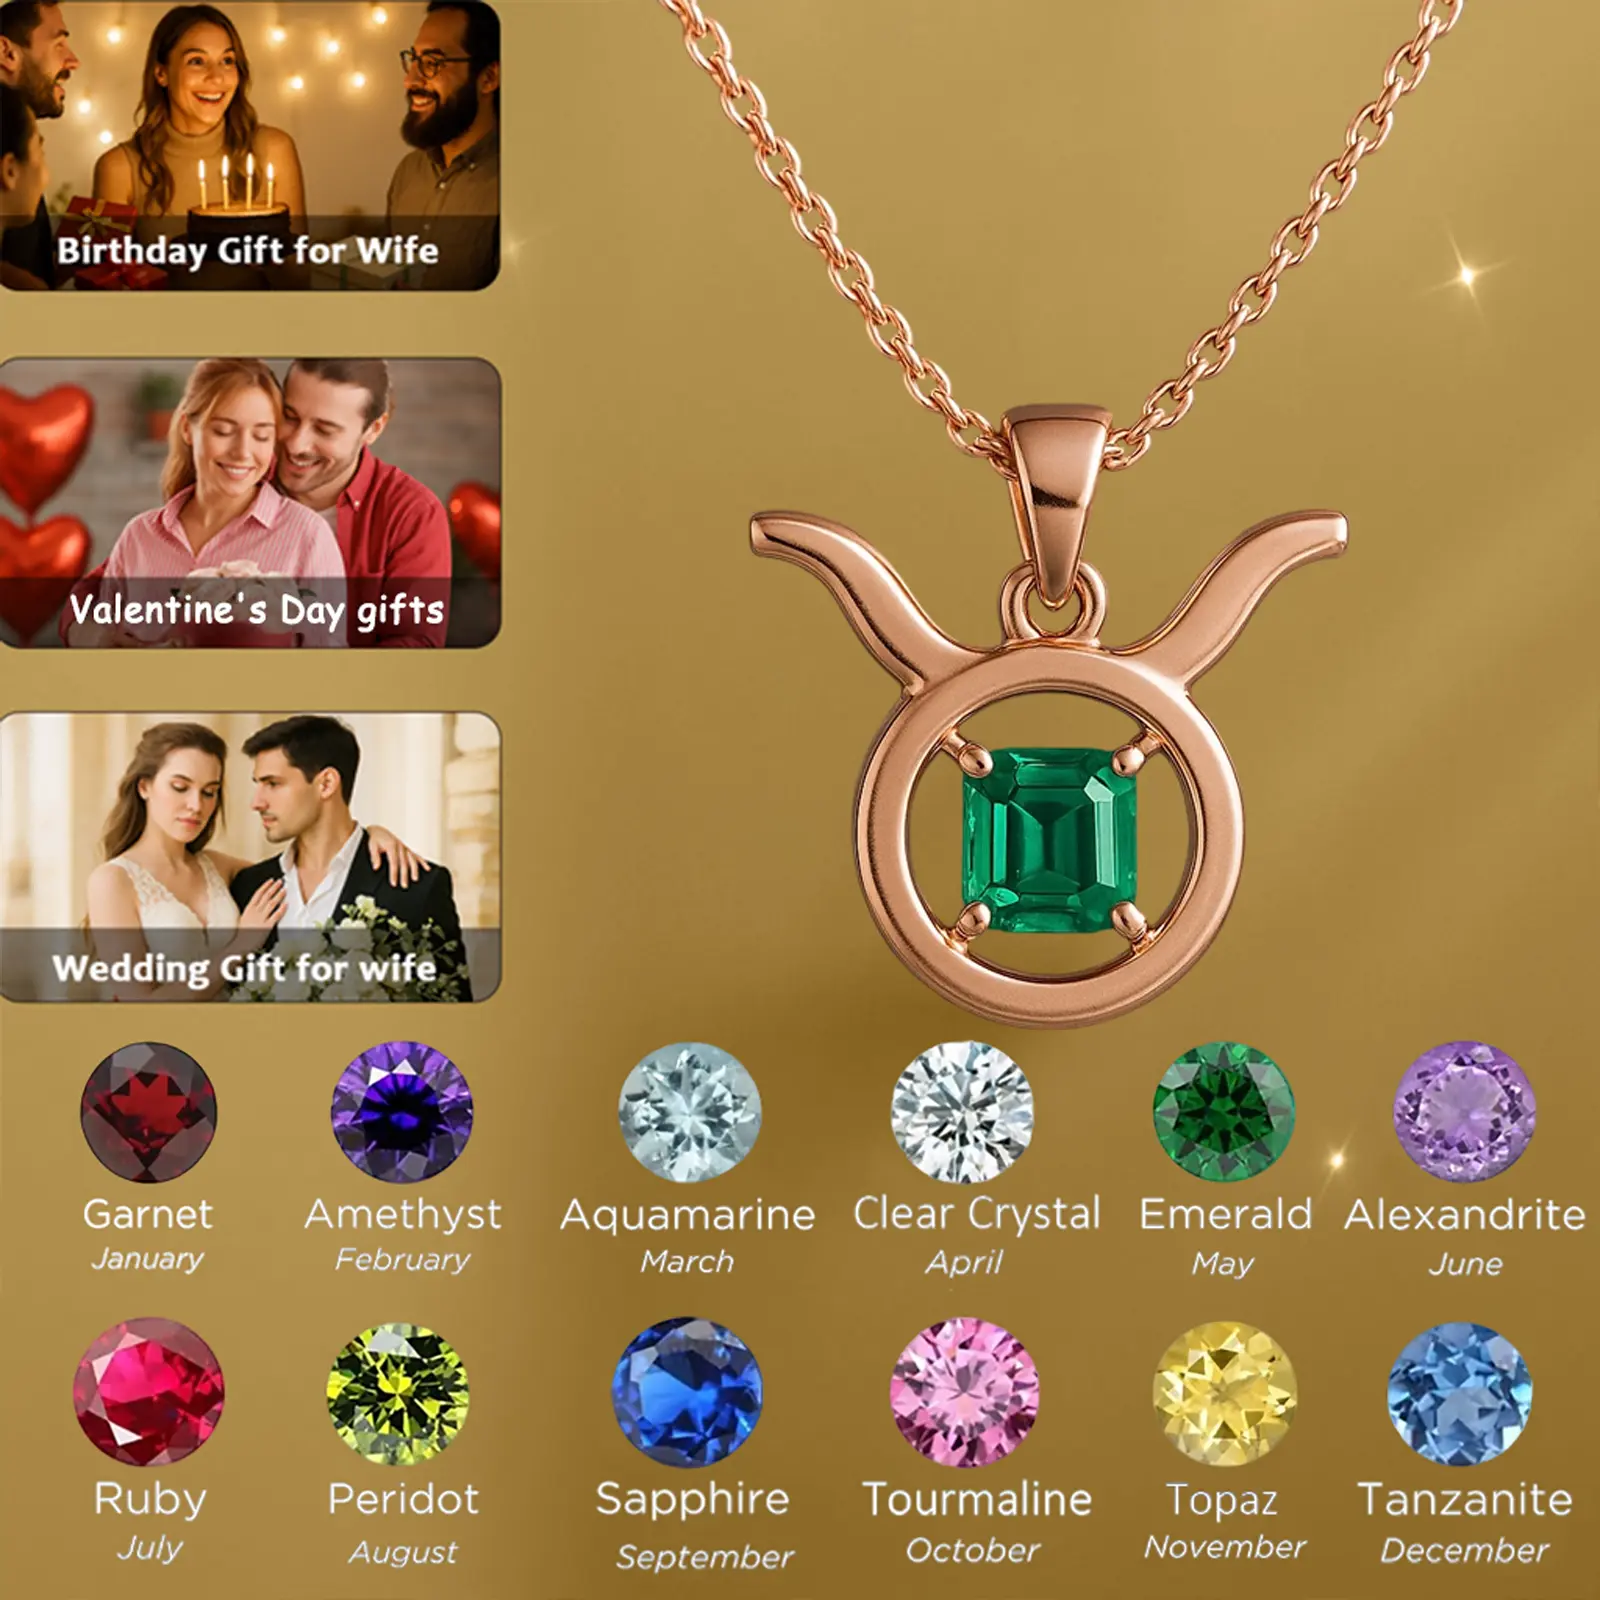 Birthday Gift for Wife
Valentine's Day gifts
Wedding Gift for wife
Garnet
January
Amethyst
February
Aquamarine
March
Clear Crystal
April
Emerald
May
Alexandrite
June
Ruby
July
Peridot
August
Sapphire
September
Tourmaline
October
Topaz
November
Tanzanite
December